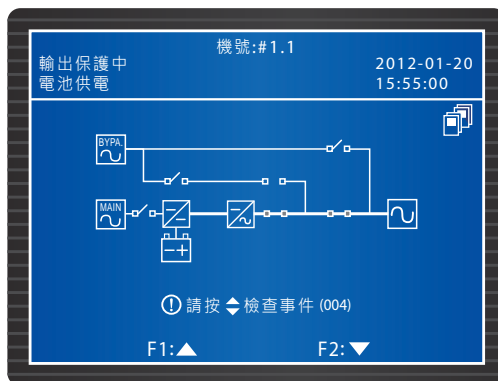 機號:#1.1
輸出保護中
電池供電
2012-01-20
15:55:00
BYPA.
MAIN
請按 檢查事件 (004)
F1:
F2: